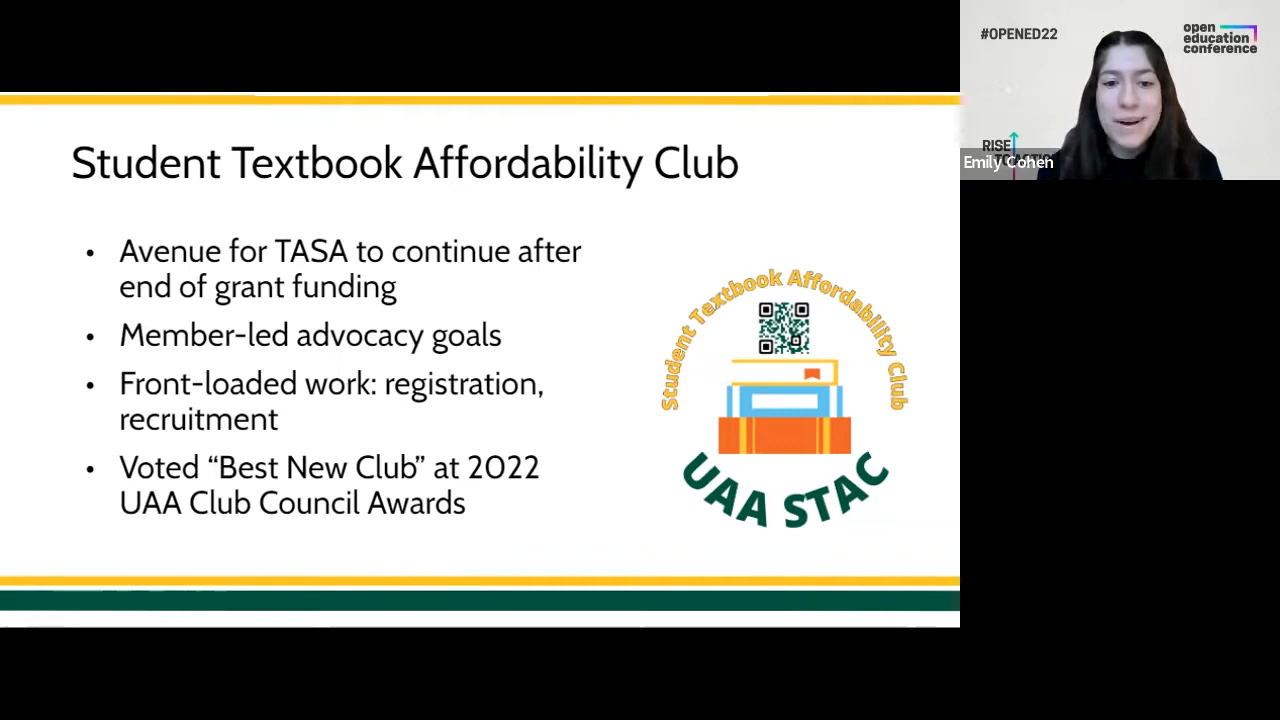 Student Textbook Affordability Club
• Avenue for TASA to continue after
end of grant funding
• Member-led advocacy goals
• Front-loaded work: registration,
recruitment
• Voted “Best New Club” at 2022
UAA Club Council Awards
Student Textbook Affordability Club
UAA STAC
#OPENED22
open
education
conference
RISE
Emily Cohen